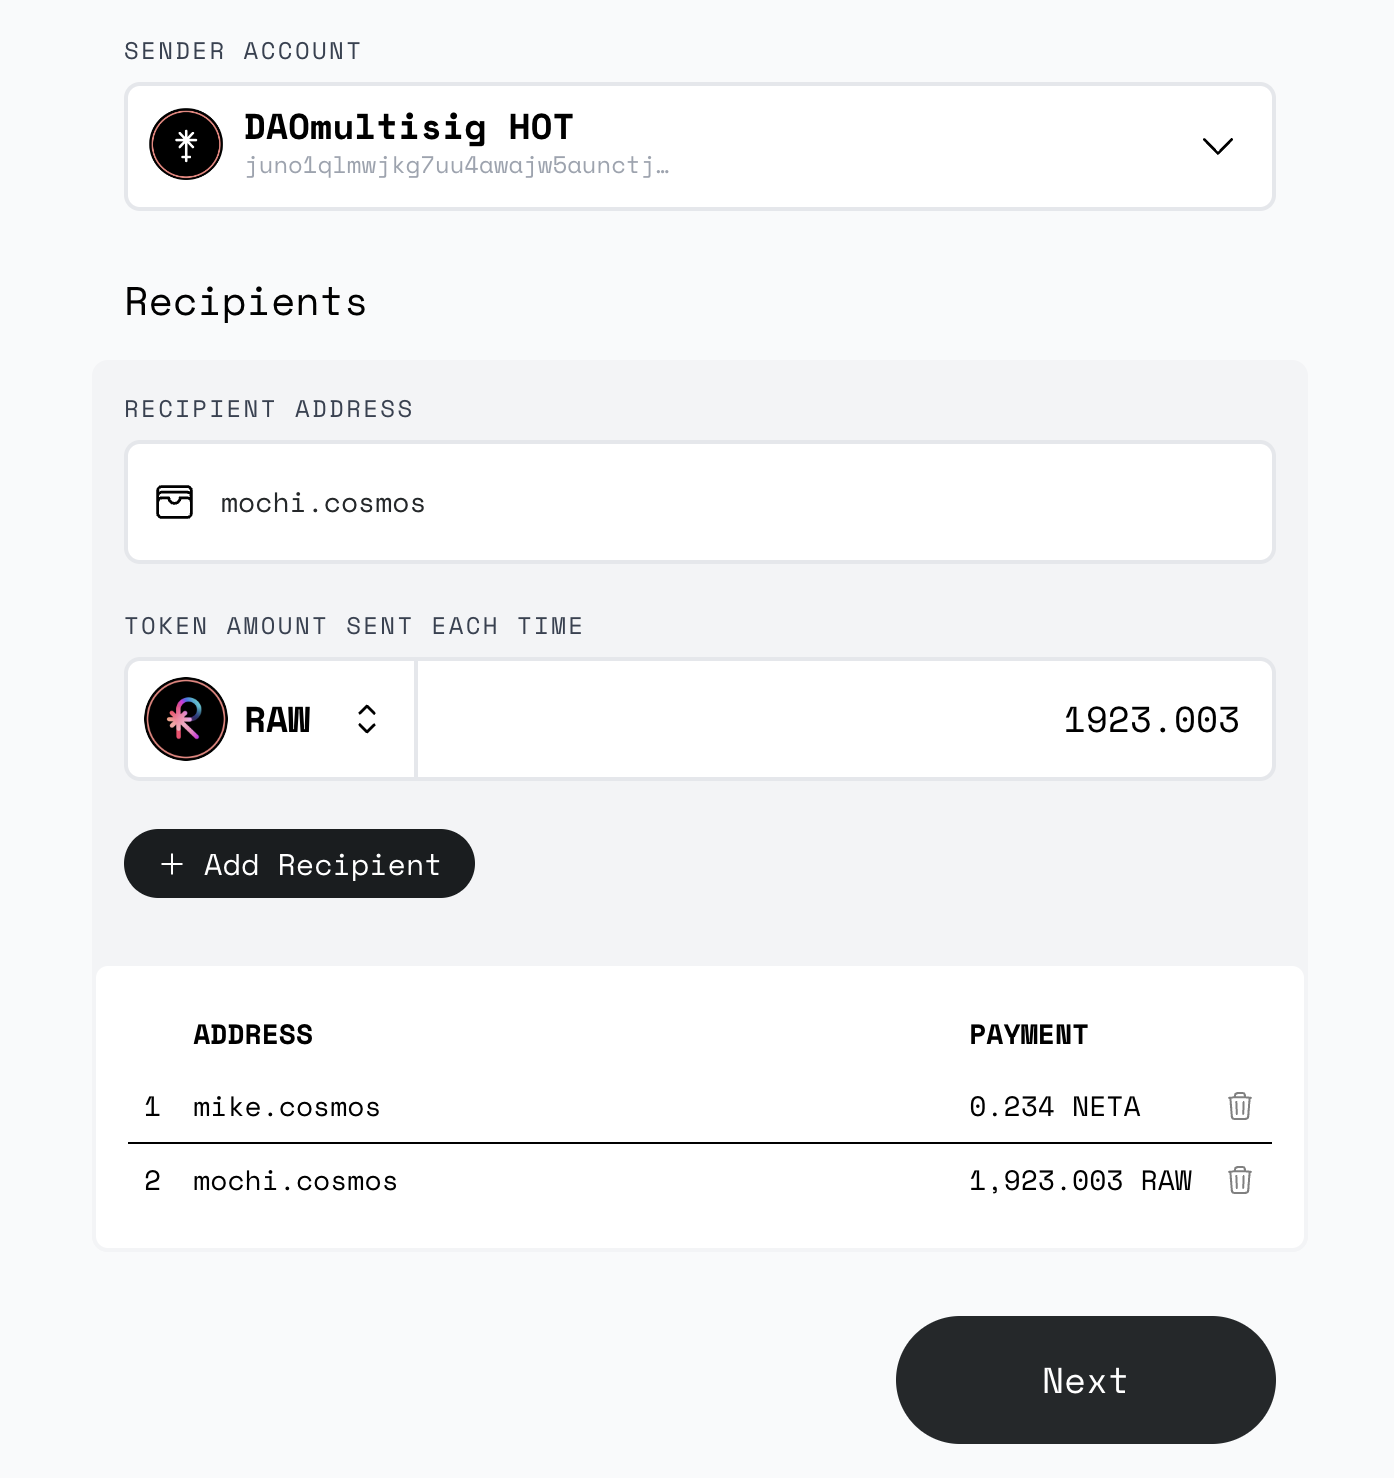 SENDER ACCOUNT
DAOmultisig HOT
juno1qlmwjkg7uu4awajw5aunctj…
Recipients
RECIPIENT ADDRESS
mochi.cosmos
TOKEN AMOUNT SENT EACH TIME
RAW 1923.003
+ Add Recipient
ADDRESS PAYMENT
1 mike.cosmos 0.234 NETA
2 mochi.cosmos 1,923.003 RAW
Next